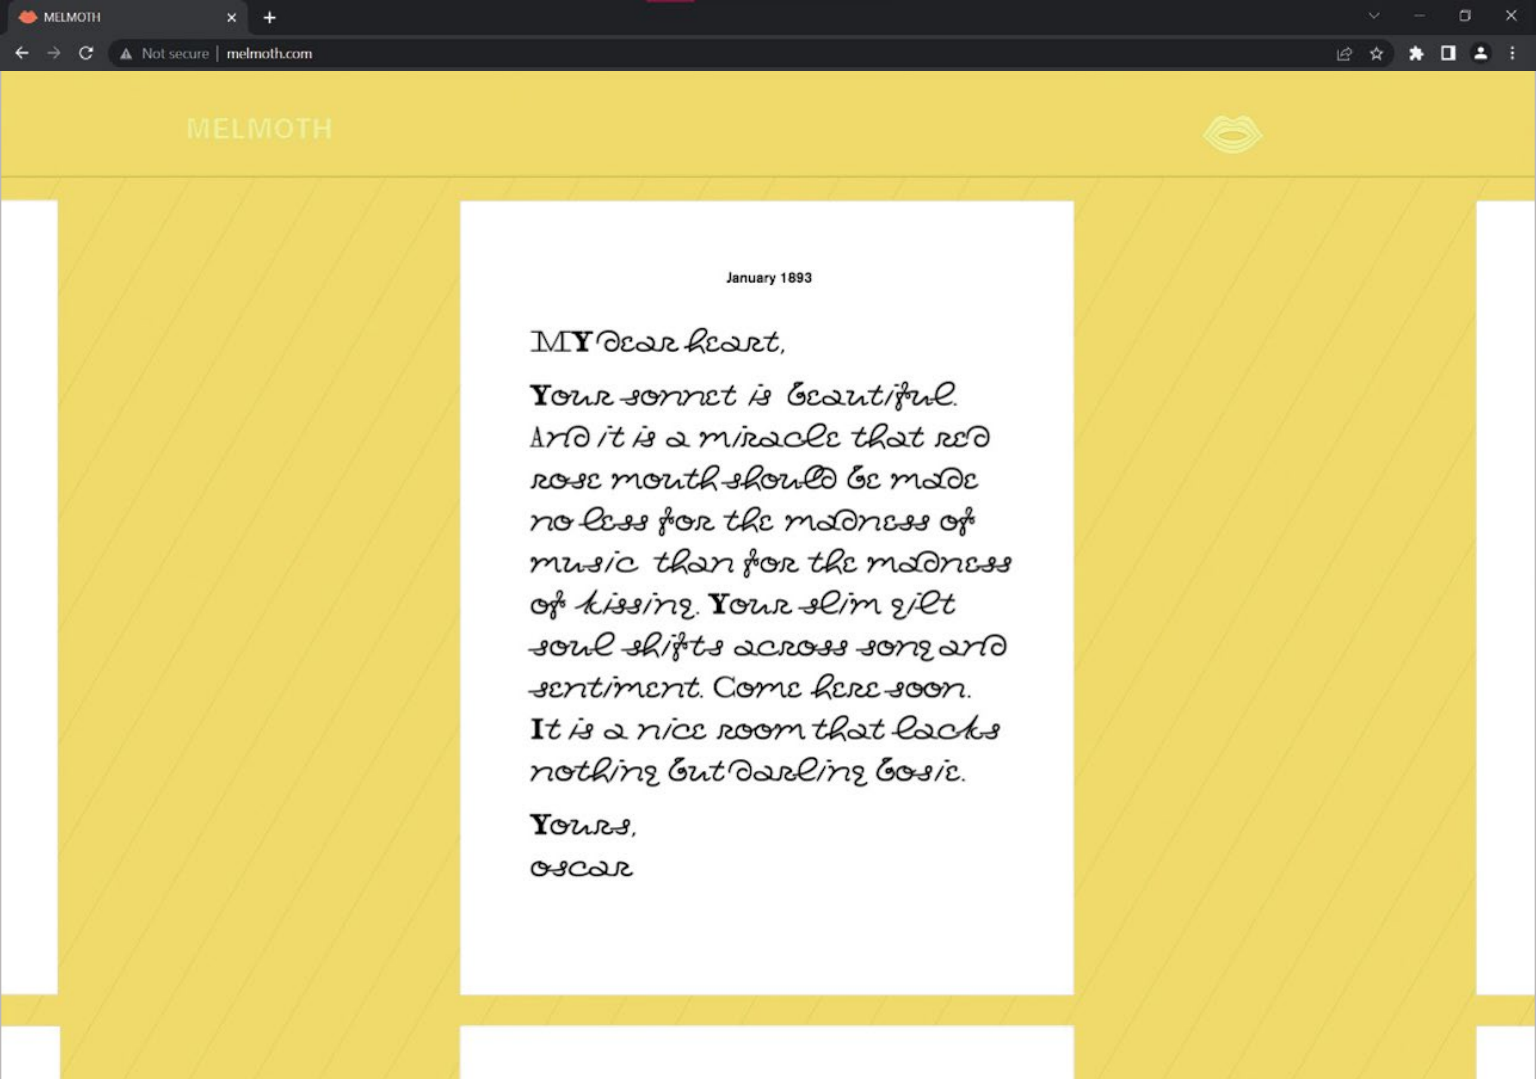 MELMOTH
Not secure | melmoth.com
MELMOTH
January 1893
MY dear heart,
Your sonnet is beautiful.
And it is a miracle that red
rose mouth should be made
no less for the madness of
music than for the madness
of kissing. Your slim gilt
soul shifts across song and
sentiment. Come here soon.
It is a nice room that lacks
nothing but darling bosie.
Yours,
oscar